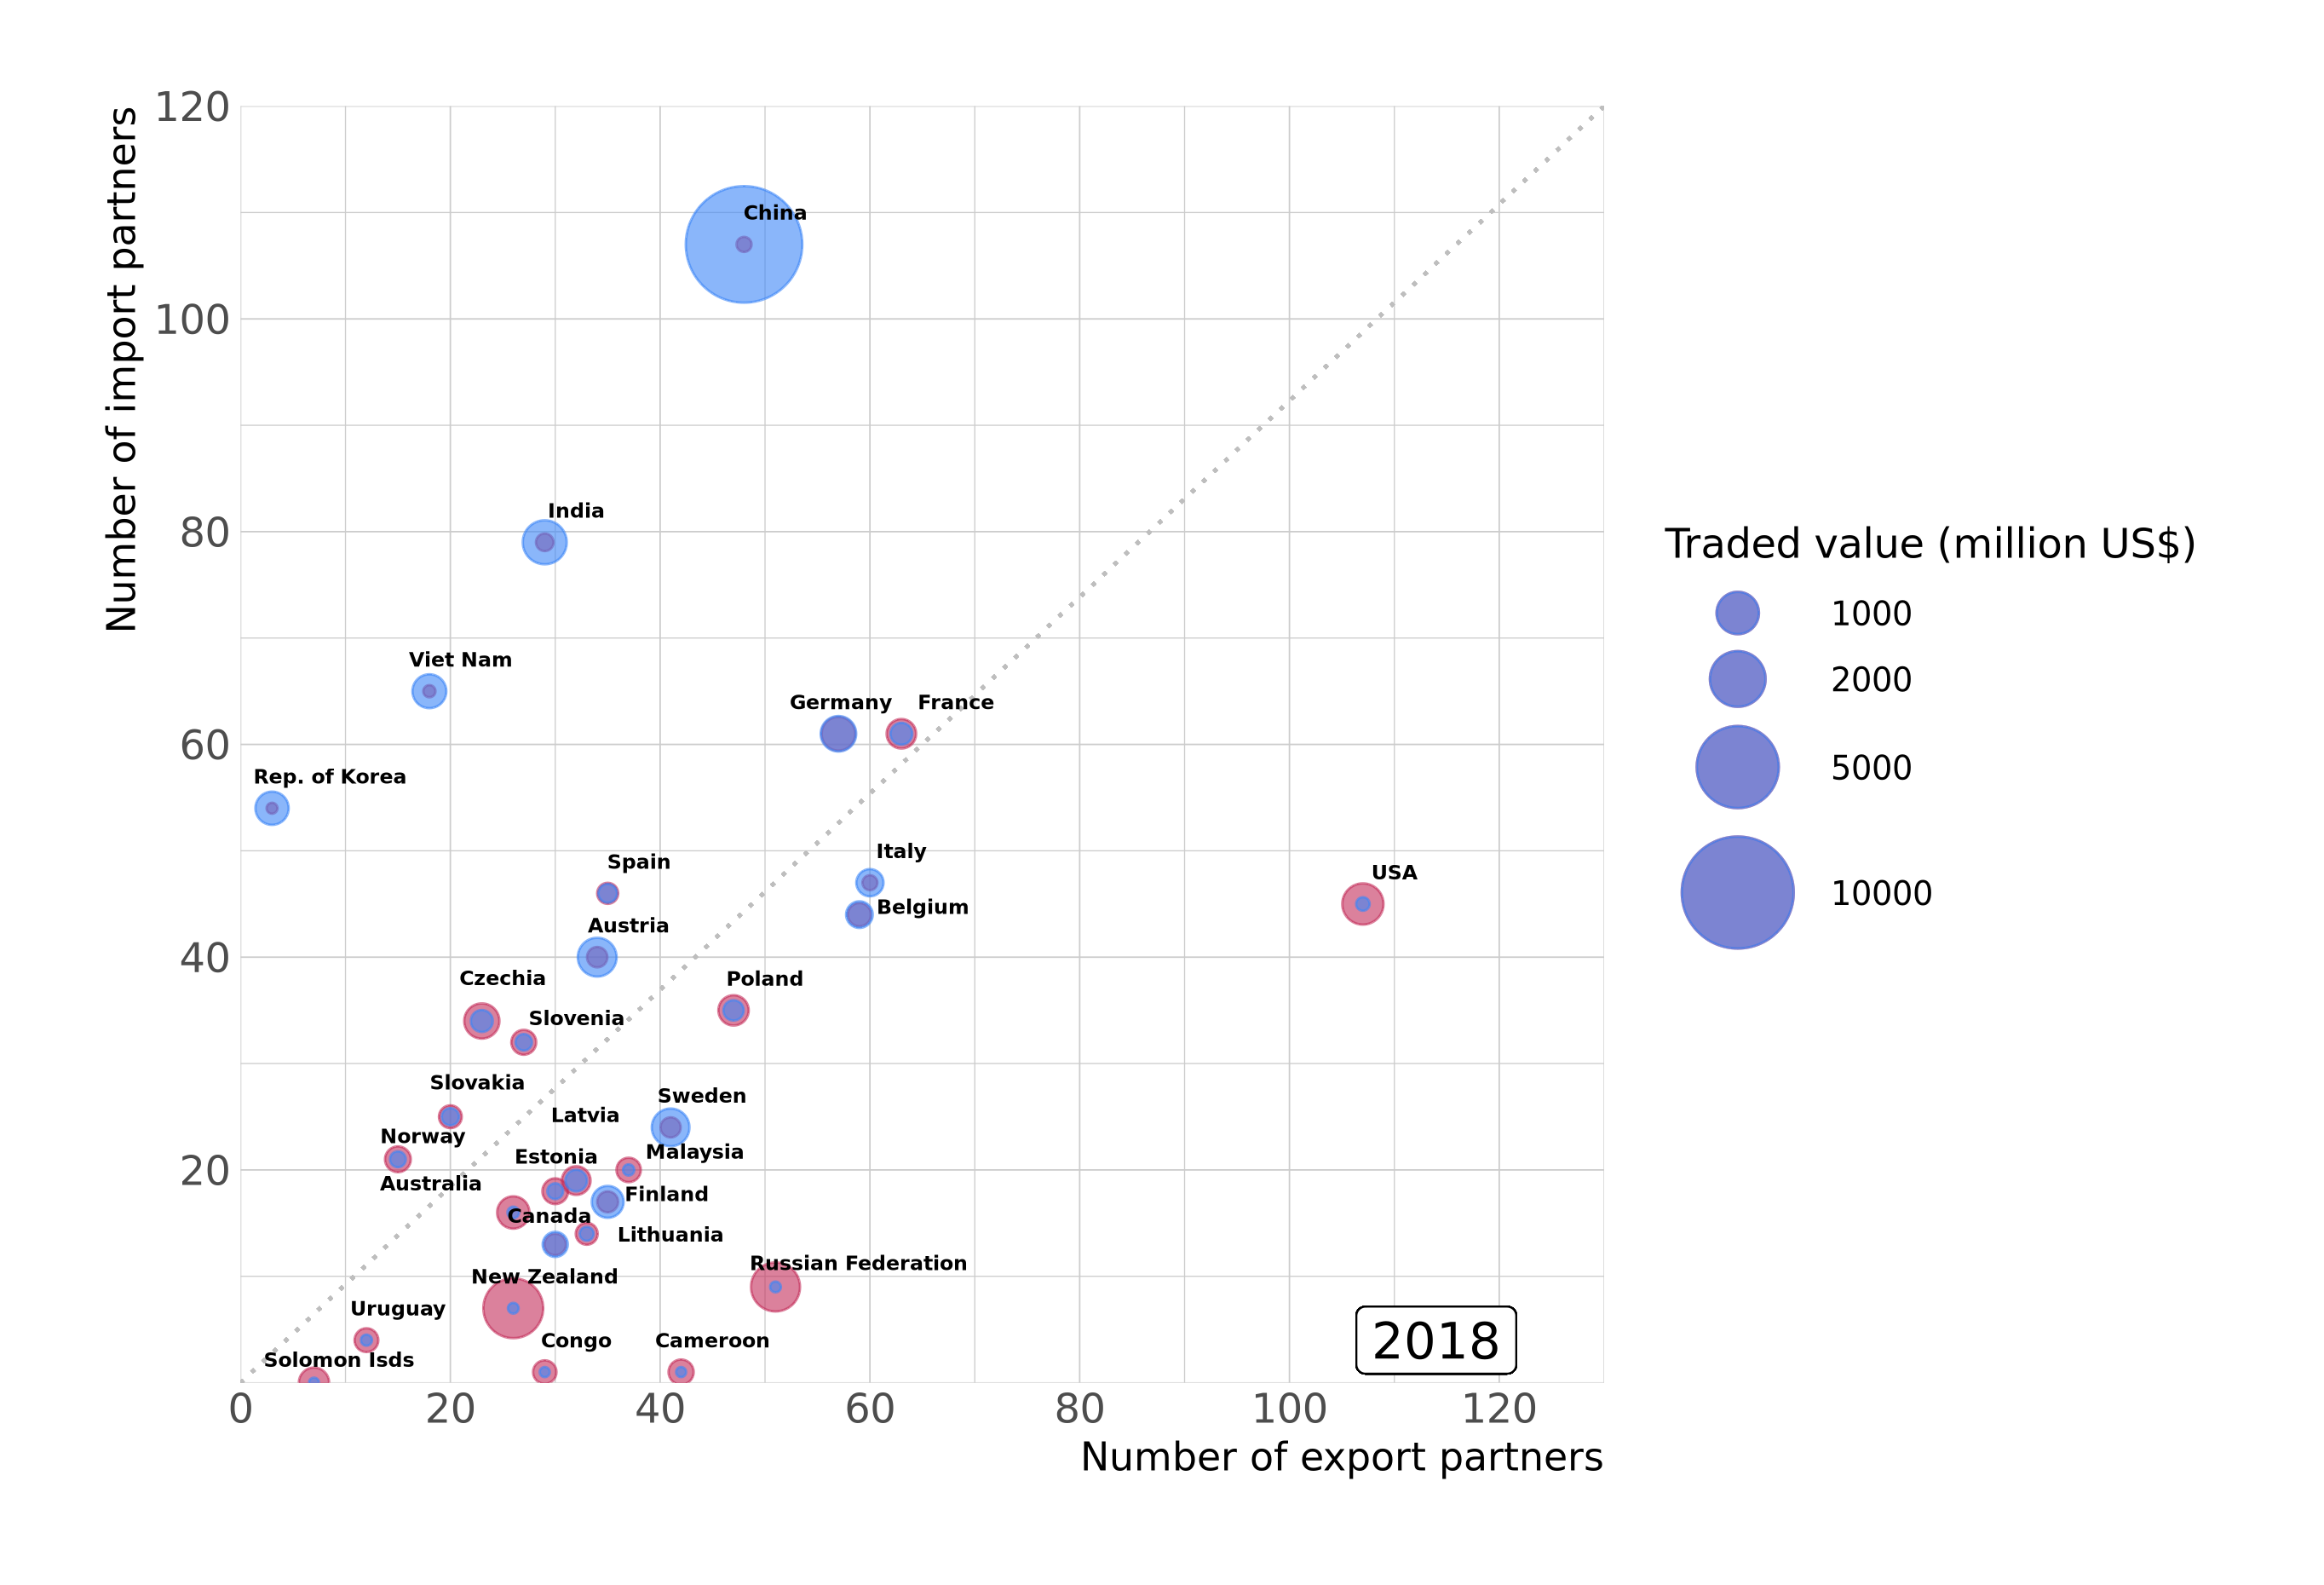 Number of import partners
120
100
80
60
40
20
China
India
Viet Nam
Germany
France
Rep. of Korea
Spain
Italy
USA
Belgium
Austria
Czechia
Poland
Slovenia
Slovakia
Sweden
Latvia
Norway
Malaysia
Estonia
Australia
Finland
Canada
Lithuania
Russian Federation
New Zealand
Uruguay
Congo
Cameroon
Solomon Isds
2018
0
20
40
60
80
100
120
Number of export partners
Traded value (million US$)
1000
2000
5000
10000